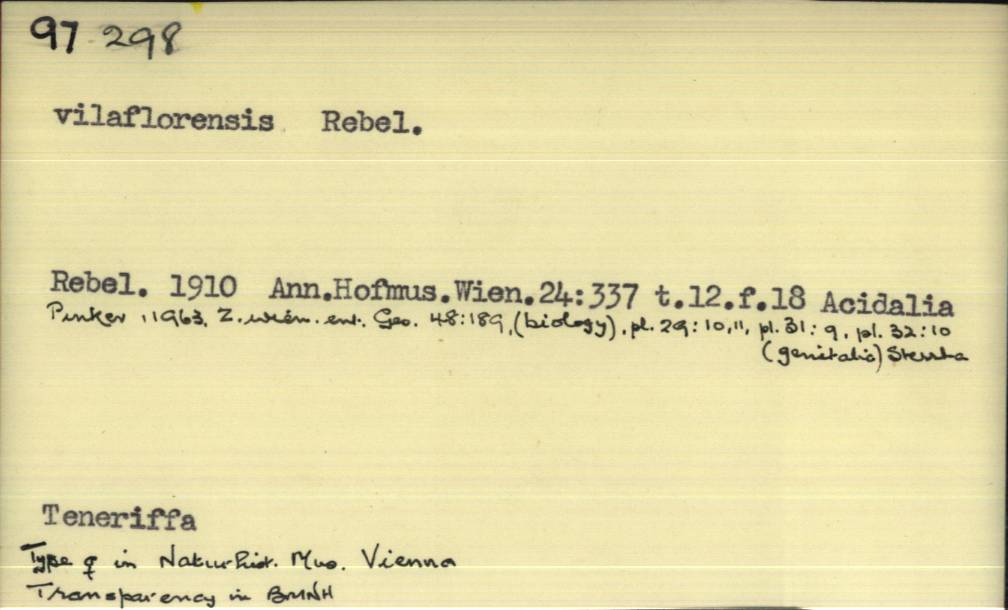 97 298
vilaflorensis Rebel.
Rebel. 1910 Ann.Hofmus.Wien.24:337 t.12.f.18 Acidalia
Pinker, 1963, Z. wien. ent. Ges. 48:189, (biology), pl. 29:10,11, pl. 31:9, pl. 32:10
(genitalia) Sterrha
Teneriffa
Type ♀ in Natur-hist. Mus. Vienna
Transparency in BMNH